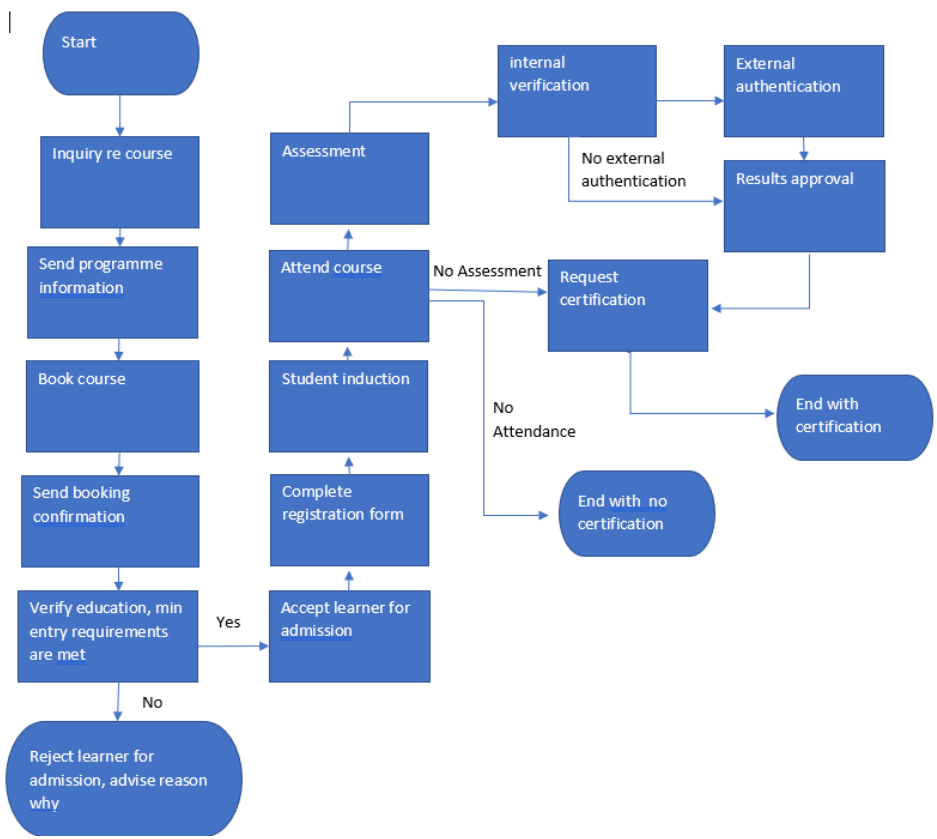 Start
Inquiry re course
Send programme
information
Book course
Send booking
confirmation
Verify education, min
entry requirements
are met
Yes
No
Reject learner for
admission, advise reason
why
Accept learner for
admission
Complete
registration form
Student induction
Attend course
Assessment
No Assessment
No
Attendance
internal
verification
No external
authentication
External
authentication
Results approval
Request
certification
End with
certification
End with  no
certification